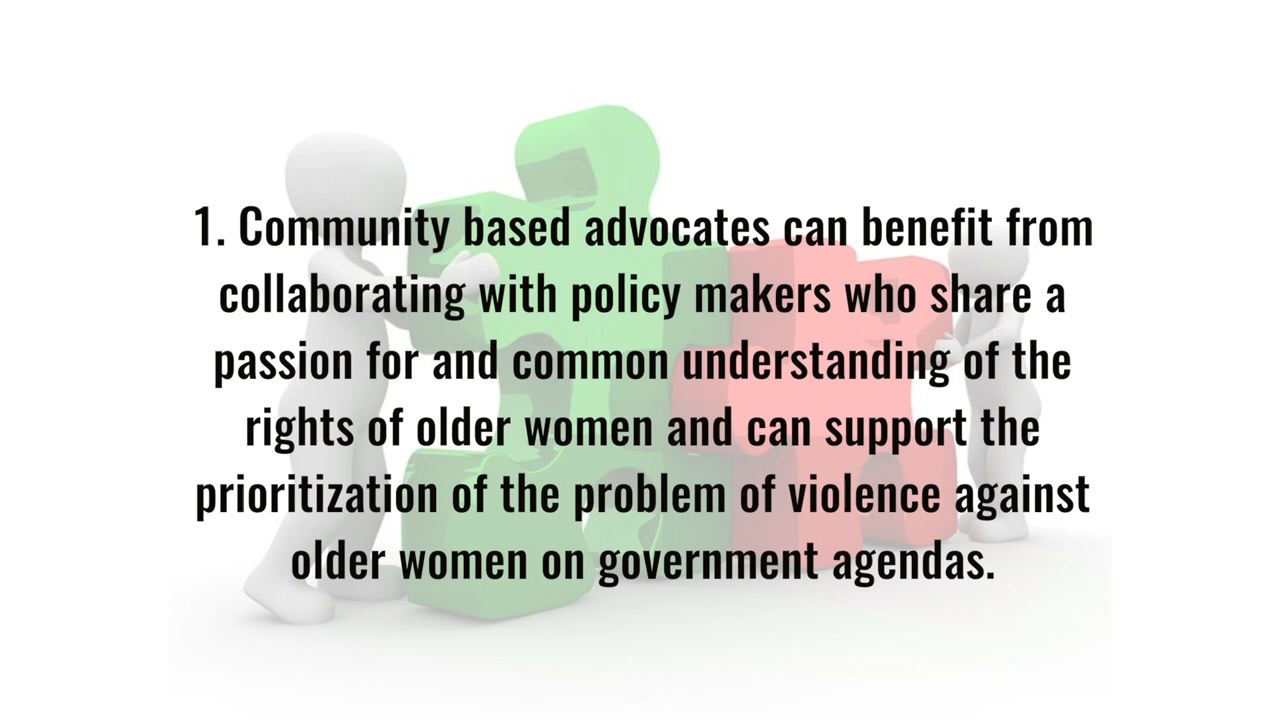 1. Community based advocates can benefit from
collaborating with policy makers who share a
passion for and common understanding of the
rights of older women and can support the
prioritization of the problem of violence against
older women on government agendas.